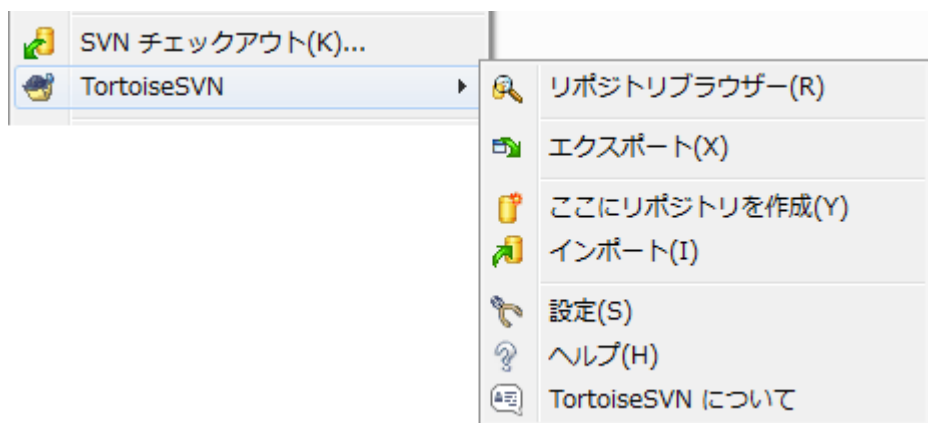 SVN チェックアウト(K)...
TortoiseSVN
リポジトリブラウザー(R)
エクスポート(X)
ここにリポジトリを作成(Y)
インポート(I)
設定(S)
ヘルプ(H)
TortoiseSVN について